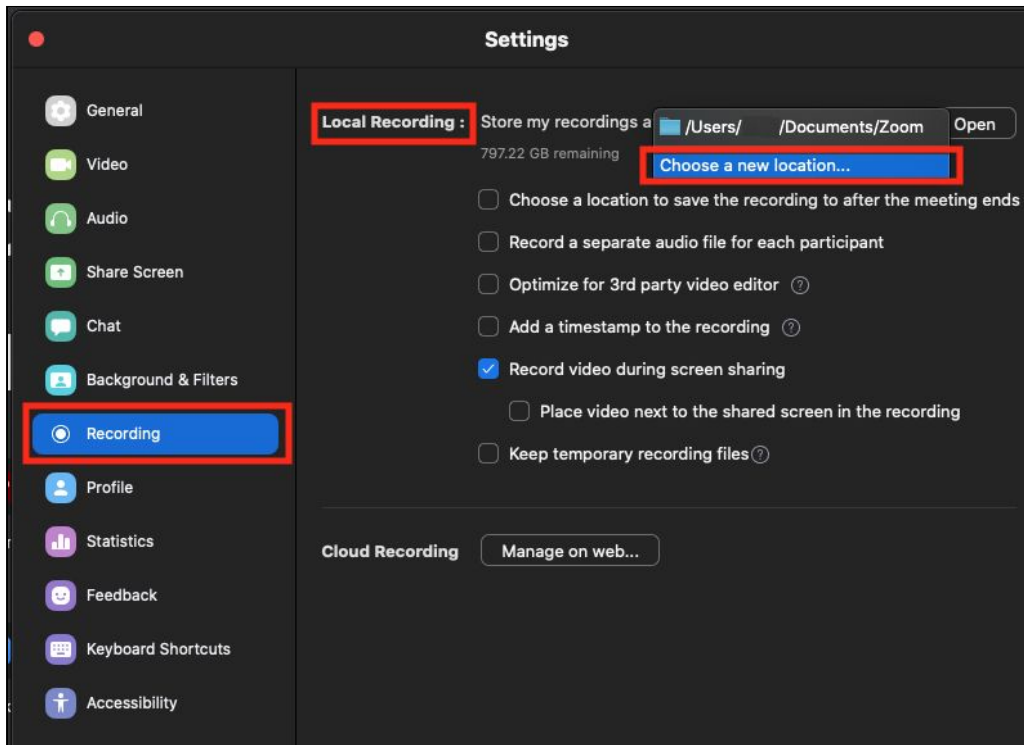 Settings
General
Video
Audio
Share Screen
Chat
Background & Filters
Recording
Profile
Statistics
Feedback
Keyboard Shortcuts
Accessibility
Local Recording : Store my recordings a /Users/ /Documents/Zoom Open
797.22 GB remaining Choose a new location...
Choose a location to save the recording to after the meeting ends
Record a separate audio file for each participant
Optimize for 3rd party video editor ?
Add a timestamp to the recording ?
Record video during screen sharing
Place video next to the shared screen in the recording
Keep temporary recording files ?
Cloud Recording Manage on web...